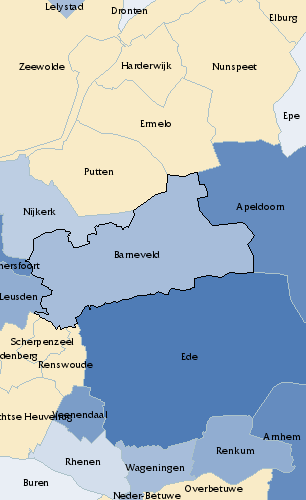 Lelystad
Dronten
Elburg
Zeewolde
Harderwijk
Nunspeet
Epe
Ermelo
Putten
Nijkerk
Apeldoorn
Barneveld
mersfoort
Leusden
Scherpenzeel
denberg
Renswoude
Ede
chtse Heuvelrug
Veenendaal
Arnhem
Renkum
Rhenen
Wageningen
Buren
Overbetuwe
Neder-Betuwe